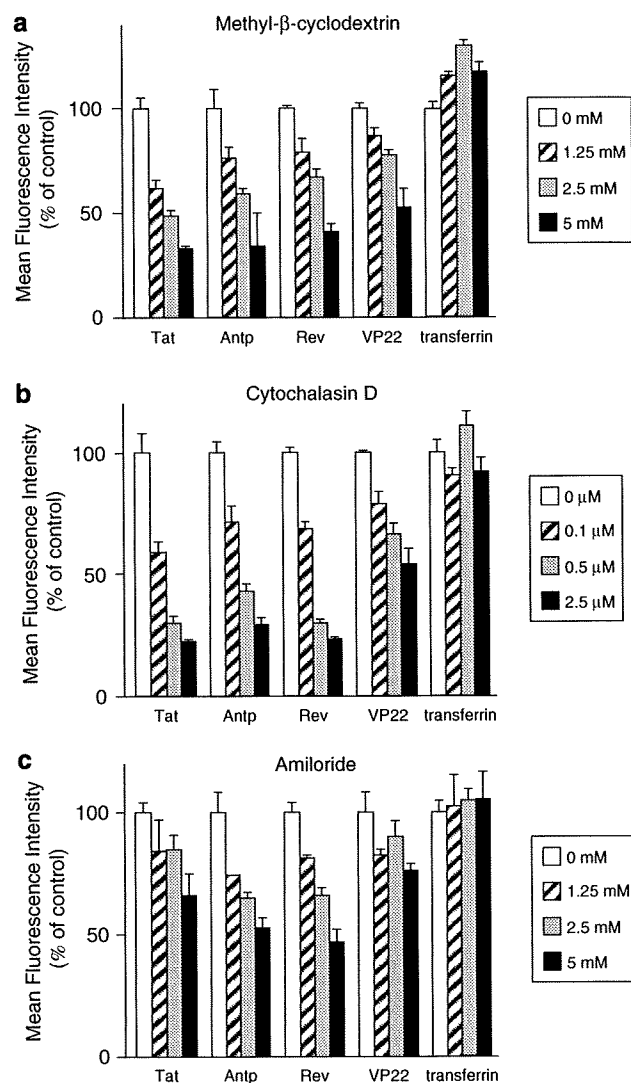 a
Methyl-β-cyclodextrin
Mean Fluorescence Intensity
(% of control)
100
50
0
Tat Antp Rev VP22 transferrin
0 mM
1.25 mM
2.5 mM
5 mM
b
Cytochalasin D
Mean Fluorescence Intensity
(% of control)
100
50
0
Tat Antp Rev VP22 transferrin
0 μM
0.1 μM
0.5 μM
2.5 μM
c
Amiloride
Mean Fluorescence Intensity
(% of control)
100
50
0
Tat Antp Rev VP22 transferrin
0 mM
1.25 mM
2.5 mM
5 mM